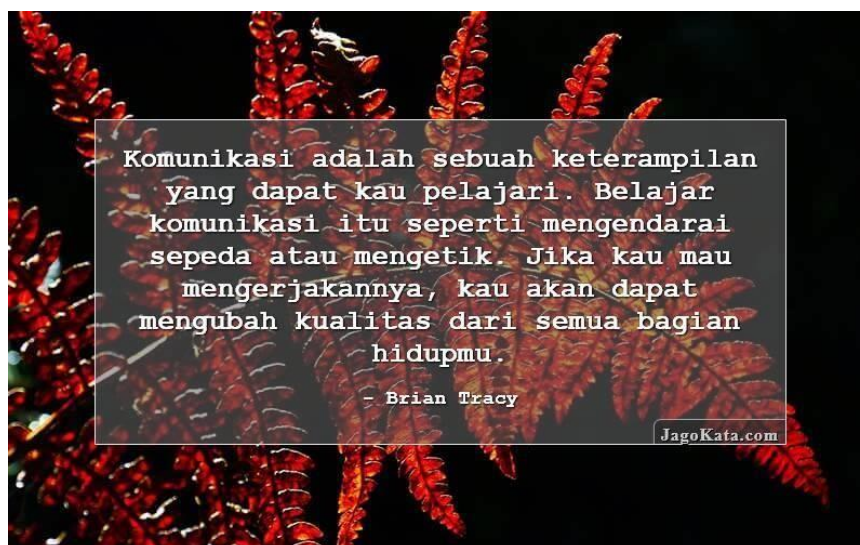 Komunikasi adalah sebuah keterampilan
yang dapat kau pelajari. Belajar
komunikasi itu seperti mengendarai
sepeda atau mengetik. Jika kau mau
mengerjakannya, kau akan dapat
mengubah kualitas dari semua bagian
hidupmu.
- Brian Tracy
JagoKata.com